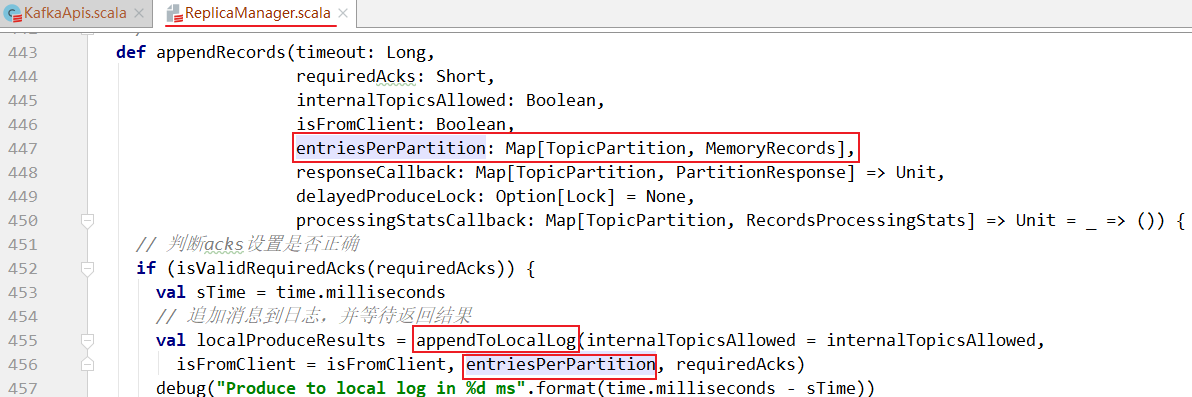 KafkaApis.scala × ReplicaManager.scala ×
443 def appendRecords(timeout: Long,
444 requiredAcks: Short,
445 internalTopicsAllowed: Boolean,
446 isFromClient: Boolean,
447 entriesPerPartition: Map[TopicPartition, MemoryRecords],
448 responseCallback: Map[TopicPartition, PartitionResponse] => Unit,
449 delayedProduceLock: Option[Lock] = None,
450 processingStatsCallback: Map[TopicPartition, RecordsProcessingStats] => Unit = _ => ()) {
451 // 判断acks设置是否正确
452 if (isValidRequiredAcks(requiredAcks)) {
453 val sTime = time.milliseconds
454 // 追加消息到日志，并等待返回结果
455 val localProduceResults = appendToLocalLog(internalTopicsAllowed = internalTopicsAllowed,
456 isFromClient = isFromClient, entriesPerPartition, requiredAcks)
457 debug("Produce to local log in %d ms".format(time.milliseconds - sTime))